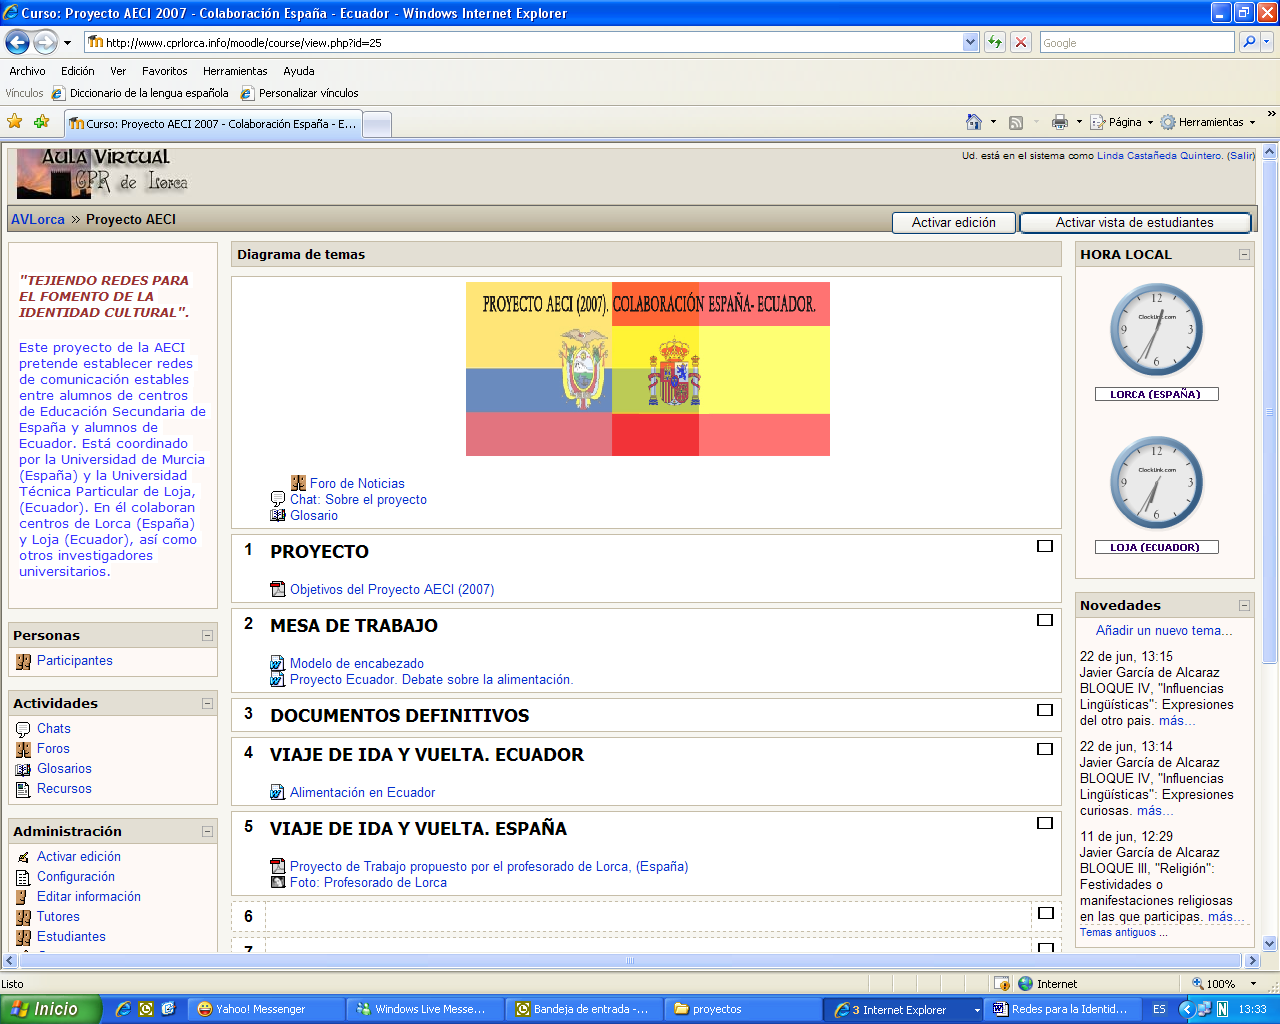 Curso: Proyecto AECI 2007 - Colaboración España - Ecuador - Windows Internet Explorer
http://www.cprlorca.info/moodle/course/view.php?id=25
Google
Archivo Edición Ver Favoritos Herramientas Ayuda
Vínculos Diccionario de la lengua española Personalizar vínculos
Curso: Proyecto AECI 2007 - Colaboración España - E...
Página Herramientas
Aula Virtual
CPR de Lorca
Ud. está en el sistema como Linda Castañeda Quintero. (Salir)
AVLorca » Proyecto AECI
Activar edición
Activar vista de estudiantes
"TEJIENDO REDES PARA
EL FOMENTO DE LA
IDENTIDAD CULTURAL".
Este proyecto de la AECI
pretende establecer redes
de comunicación estables
entre alumnos de centros
de Educación Secundaria de
España y alumnos de
Ecuador. Está coordinado
por la Universidad de Murcia
(España) y la Universidad
Técnica Particular de Loja,
(Ecuador). En él colaboran
centros de Lorca (España)
y Loja (Ecuador), así como
otros investigadores
universitarios.
Personas
Participantes
Actividades
Chats
Foros
Glosarios
Recursos
Administración
Activar edición
Configuración
Editar información
Tutores
Estudiantes
Diagrama de temas
PROYECTO AECI (2007). COLABORACIÓN ESPAÑA- ECUADOR.
Foro de Noticias
Chat: Sobre el proyecto
Glosario
1 PROYECTO
Objetivos del Proyecto AECI (2007)
2 MESA DE TRABAJO
Modelo de encabezado
Proyecto Ecuador. Debate sobre la alimentación.
3 DOCUMENTOS DEFINITIVOS
4 VIAJE DE IDA Y VUELTA. ECUADOR
Alimentación en Ecuador
5 VIAJE DE IDA Y VUELTA. ESPAÑA
Proyecto de Trabajo propuesto por el profesorado de Lorca, (España)
Foto: Profesorado de Lorca
6
7
HORA LOCAL
12
3
6
9
ClockLink.com
LORCA (ESPAÑA)
12
3
6
9
ClockLink.com
LOJA (ECUADOR)
Novedades
Añadir un nuevo tema...
22 de jun, 13:15
Javier García de Alcaraz
BLOQUE IV, "Influencias
Lingüísticas": Expresiones
del otro pais. más...
22 de jun, 13:14
Javier García de Alcaraz
BLOQUE IV, "Influencias
Lingüísticas": Expresiones
curiosas. más...
11 de jun, 12:29
Javier García de Alcaraz
BLOQUE III, "Religión":
Festividades o
manifestaciones religiosas
en las que participas. más...
Temas antiguos ...
Listo
Internet
100%
Inicio
Yahoo! Messenger
Windows Live Messe...
Bandeja de entrada -...
proyectos
3 Internet Explorer
Redes para la Identid...
ES
13:33